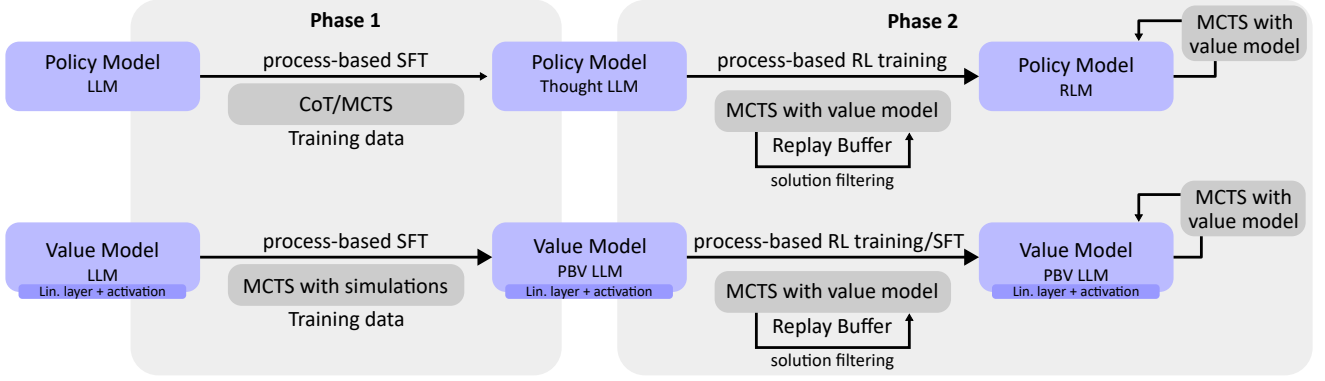 Phase 1
Phase 2
Policy Model
LLM
process-based SFT
CoT/MCTS
Training data
Policy Model
Thought LLM
process-based RL training
MCTS with value model
Replay Buffer
solution filtering
Policy Model
RLM
MCTS with
value model
Value Model
LLM
Lin. layer + activation
process-based SFT
MCTS with simulations
Training data
Value Model
PBV LLM
Lin. layer + activation
process-based RL training/SFT
MCTS with value model
Replay Buffer
solution filtering
Value Model
PBV LLM
Lin. layer + activation
MCTS with
value model